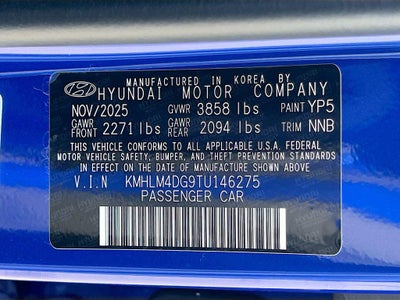 MANUFACTURED IN KOREA BY
HYUNDAI MOTOR COMPANY
NOV/2025 GVWR 3858 lbs PAINT YP5
GAWR FRONT 2271 lbs GAWR REAR 2094 lbs TRIM NNB
THIS VEHICLE CONFORMS TO ALL APPLICABLE U.S.A. FEDERAL
MOTOR VEHICLE SAFETY, BUMPER, AND THEFT PREVENTION STANDARDS
IN EFFECT ON THE DATE OF MANUFACTURE SHOWN ABOVE.
V.I.N KMHLM4DG9TU146275
PASSENGER CAR